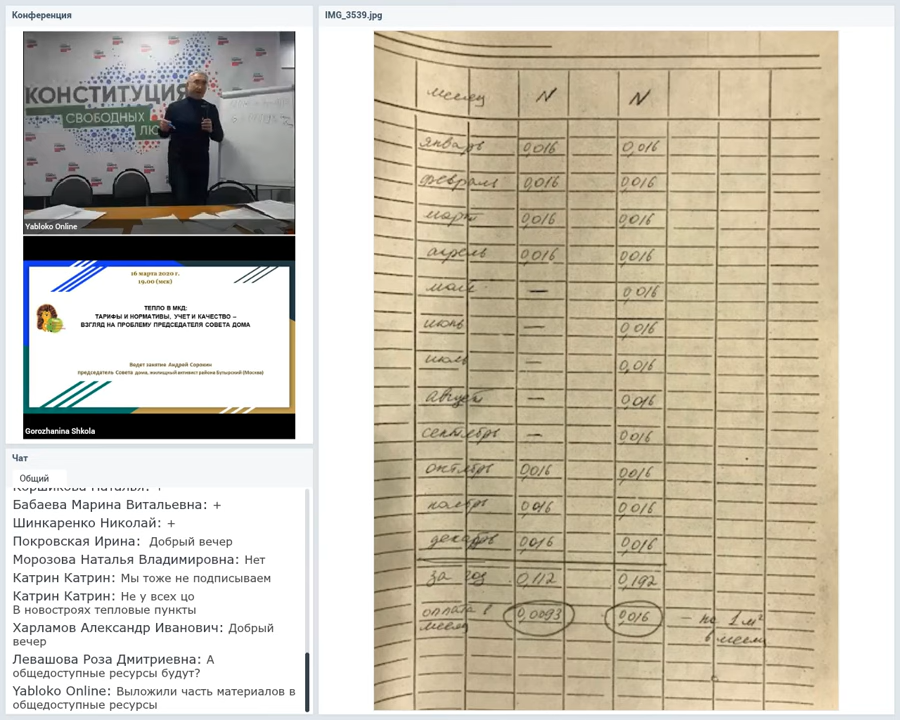 Конференция
КОНСТИТУЦИЯ
СВОБОДНЫХ
ЛЮ
Yabloko Online
16 марта 2020 г.
19.00 (мск)
ТЕПЛО В МКД:
ТАРИФЫ И НОРМАТИВЫ, УЧЕТ И КАЧЕСТВО –
ВЗГЛЯД НА ПРОБЛЕМУ ПРЕДСЕДАТЕЛЯ СОВЕТА ДОМА
Ведет занятие Андрей Сорокин
председатель Совета дома, жилищный активист района Бутырский (Москва)
Gorozhanina Shkola
Чат
Общий
Коршикова Наталья: +
Бабаева Марина Витальевна: +
Шинкаренко Николай: +
Покровская Ирина: Добрый вечер
Морозова Наталья Владимировна: Нет
Катрин Катрин: Мы тоже не подписываем
Катрин Катрин: Не у всех цо
В новостроях тепловые пункты
Харламов Александр Иванович: Добрый
вечер
Левашова Роза Дмитриевна: А
общедоступные ресурсы будут?
Yabloko Online: Выложили часть материалов в
общедоступные ресурсы
IMG_3539.jpg
месяц N N
январь 0,016 0,016
февраль 0,016 0,016
март 0,016 0,016
апрель 0,016 0,016
май — 0,016
июнь — 0,016
июль — 0,016
август — 0,016
сентябрь — 0,016
октябрь 0,016 0,016
ноябрь 0,016 0,016
декабрь 0,016 0,016
за год 0,112 0,192
оплата в месяц 0,0093 0,016 — на 1 м²
в месяц